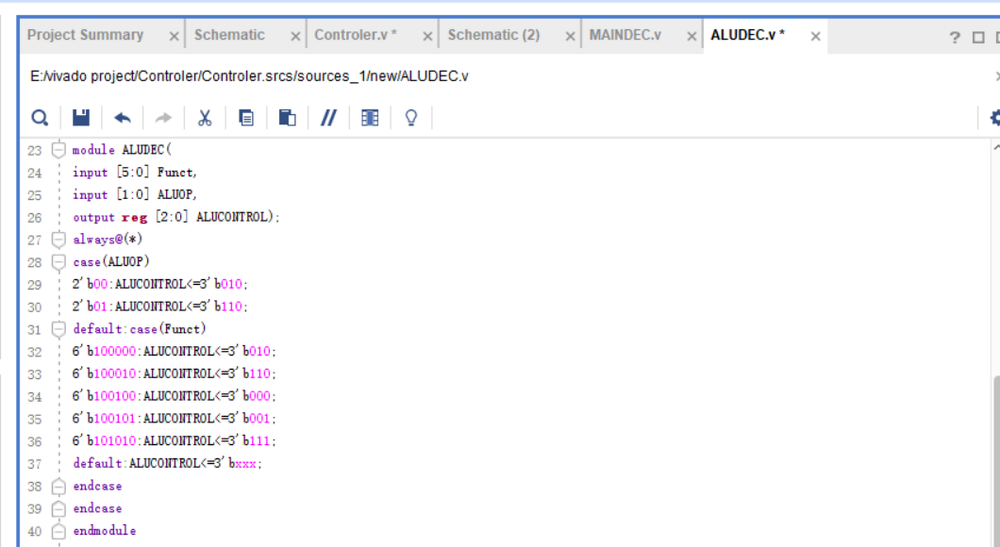 Project Summary × Schematic × Controler.v * × Schematic (2) × MAINDEC.v × ALUDEC.v * × ?
E:/vivado project/Controler/Controler.srcs/sources_1/new/ALUDEC.v
23 module ALUDEC(
24 input [5:0] Funct,
25 input [1:0] ALUOP,
26 output reg [2:0] ALUCONTROL);
27 always@(*)
28 case(ALUOP)
29 2'b00:ALUCONTROL<=3'b010;
30 2'b01:ALUCONTROL<=3'b110;
31 default:case(Funct)
32 6'b100000:ALUCONTROL<=3'b010;
33 6'b100010:ALUCONTROL<=3'b110;
34 6'b100100:ALUCONTROL<=3'b000;
35 6'b100101:ALUCONTROL<=3'b001;
36 6'b101010:ALUCONTROL<=3'b111;
37 default:ALUCONTROL<=3'bxxx;
38 endcase
39 endcase
40 endmodule